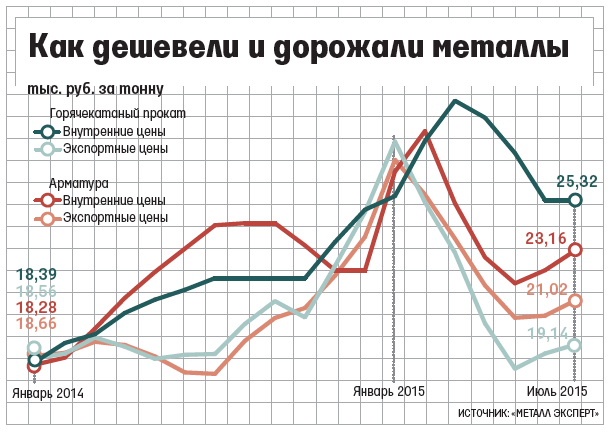 Как дешевели и дорожали металлы
тыс. руб. за тонну
Горячекатаный прокат
Внутренние цены
Экспортные цены
Арматура
Внутренние цены
Экспортные цены
18,39
18,56
18,28
18,66
25,32
23,16
21,02
19,14
Январь 2014
Январь 2015
Июль 2015
ИСТОЧНИК: «МЕТАЛЛ ЭКСПЕРТ»